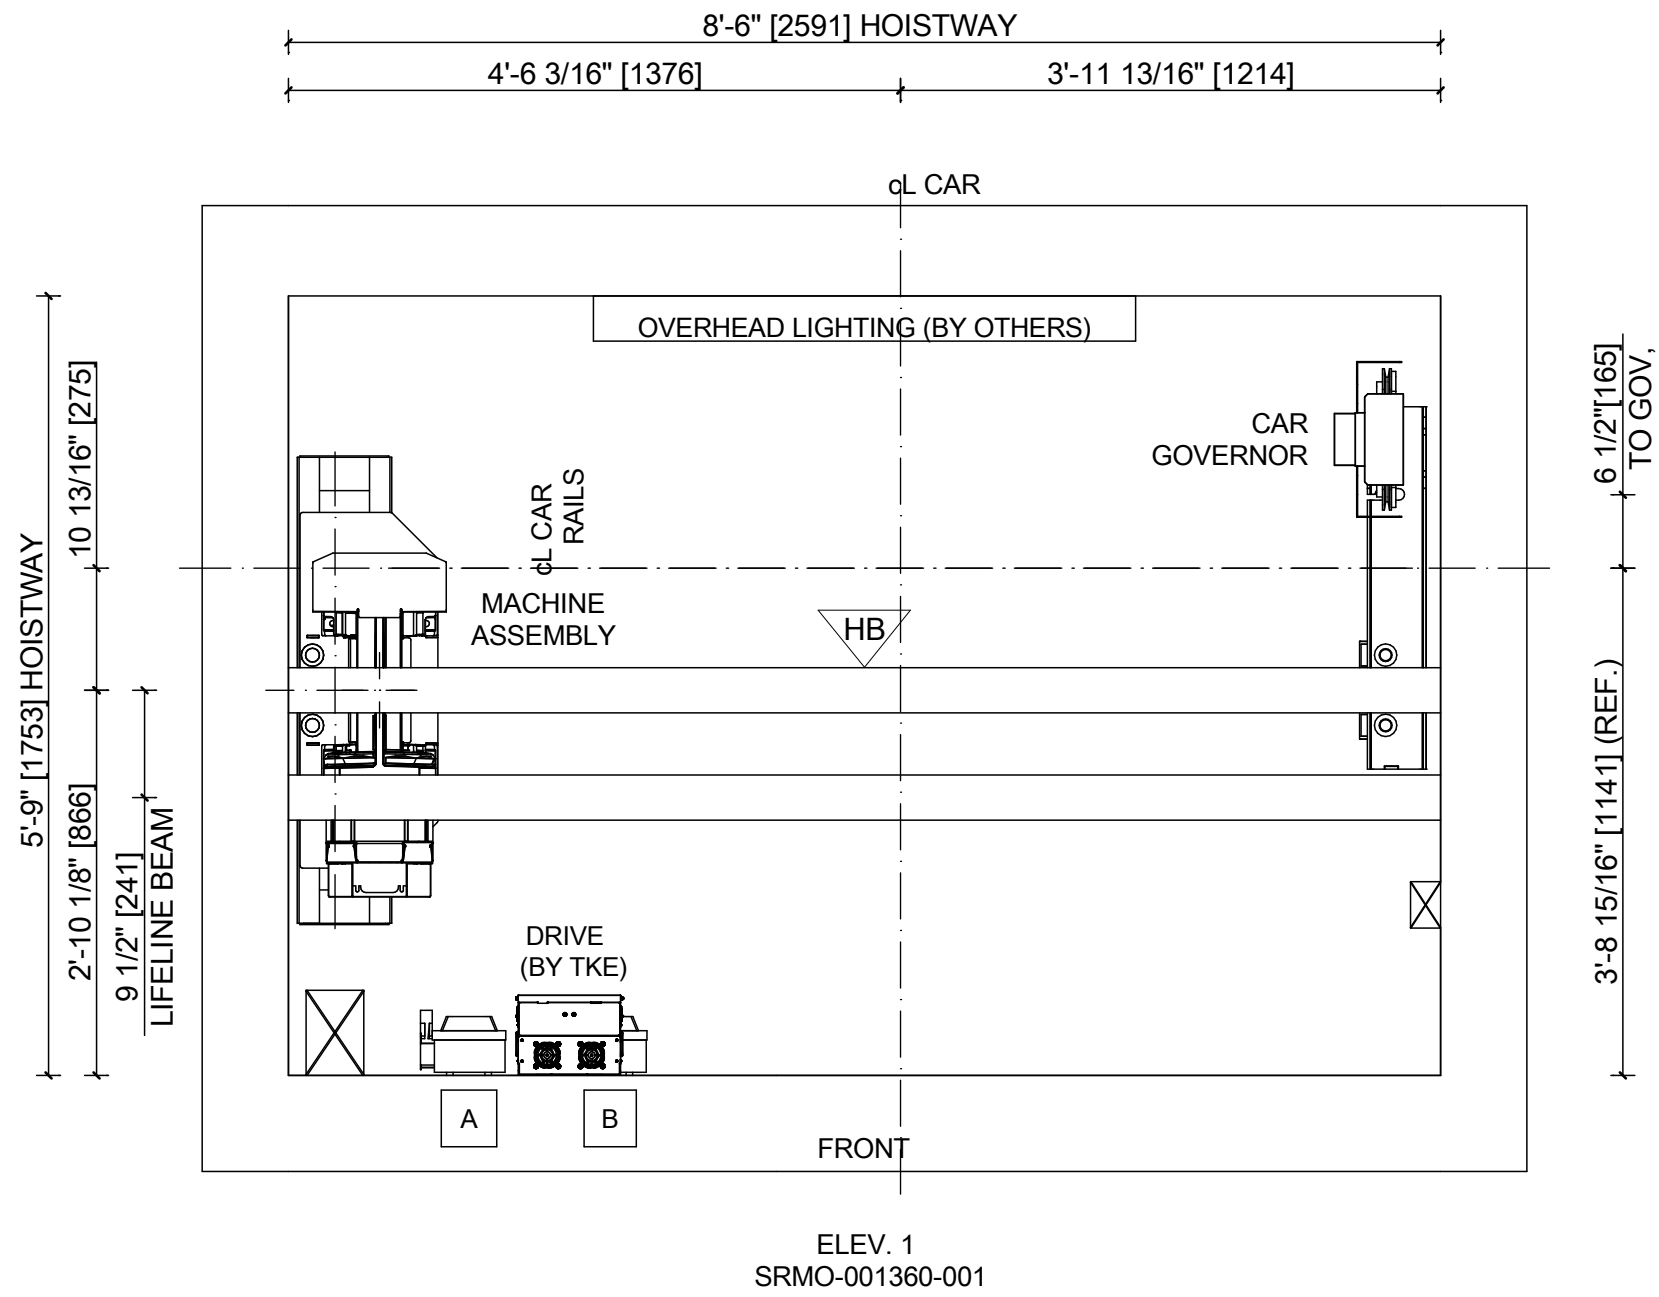 8'-6" [2591] HOISTWAY
4'-6 3/16" [1376]
3'-11 13/16" [1214]
cL CAR
OVERHEAD LIGHTING (BY OTHERS)
5'-9" [1753] HOISTWAY
10 13/16" [275]
2'-10 1/8" [866]
9 1/2" [241]
LIFELINE BEAM
cL CAR
RAILS
MACHINE
ASSEMBLY
HB
CAR
GOVERNOR
6 1/2"[165]
TO GOV,
3'-8 15/16" [1141] (REF.)
DRIVE
(BY TKE)
A
B
FRONT
ELEV. 1
SRMO-001360-001